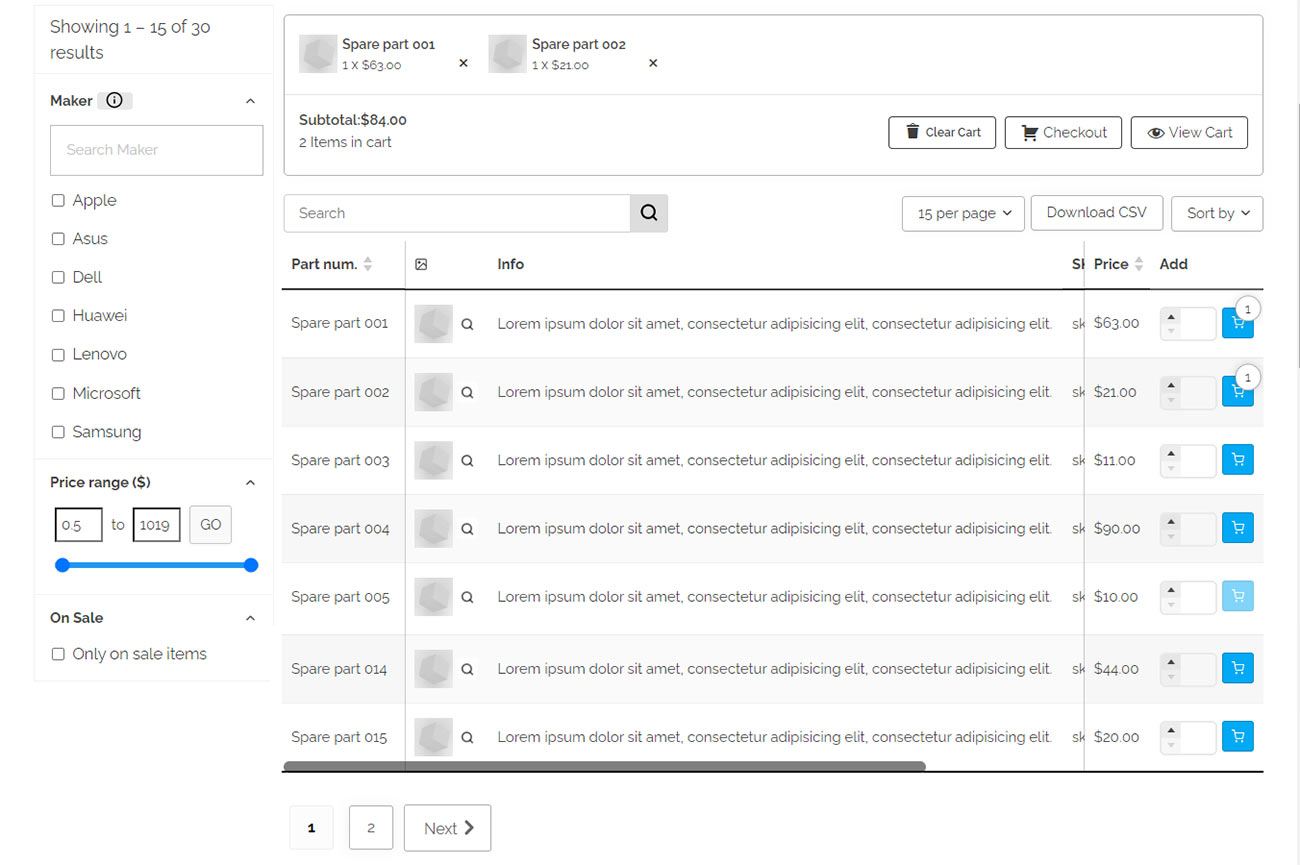 Showing 1 – 15 of 30
results
Maker
Search Maker
Apple
Asus
Dell
Huawei
Lenovo
Microsoft
Samsung
Price range ($)
0.5 to 1019 GO
On Sale
Only on sale items
Spare part 001 Spare part 002
1 X $63.00 × 1 X $21.00 ×
Subtotal:$84.00
2 Items in cart
Clear Cart Checkout View Cart
Search 15 per page Download CSV Sort by
Part num. Info Price Add
Spare part 001 Lorem ipsum dolor sit amet, consectetur adipisicing elit, consectetur adipisicing elit. sk $63.00 1
Spare part 002 Lorem ipsum dolor sit amet, consectetur adipisicing elit, consectetur adipisicing elit. sk $21.00 1
Spare part 003 Lorem ipsum dolor sit amet, consectetur adipisicing elit, consectetur adipisicing elit. sk $11.00
Spare part 004 Lorem ipsum dolor sit amet, consectetur adipisicing elit, consectetur adipisicing elit. sk $90.00
Spare part 005 Lorem ipsum dolor sit amet, consectetur adipisicing elit, consectetur adipisicing elit. sk $10.00
Spare part 014 Lorem ipsum dolor sit amet, consectetur adipisicing elit, consectetur adipisicing elit. sk $44.00
Spare part 015 Lorem ipsum dolor sit amet, consectetur adipisicing elit, consectetur adipisicing elit. sk $20.00
1 2 Next